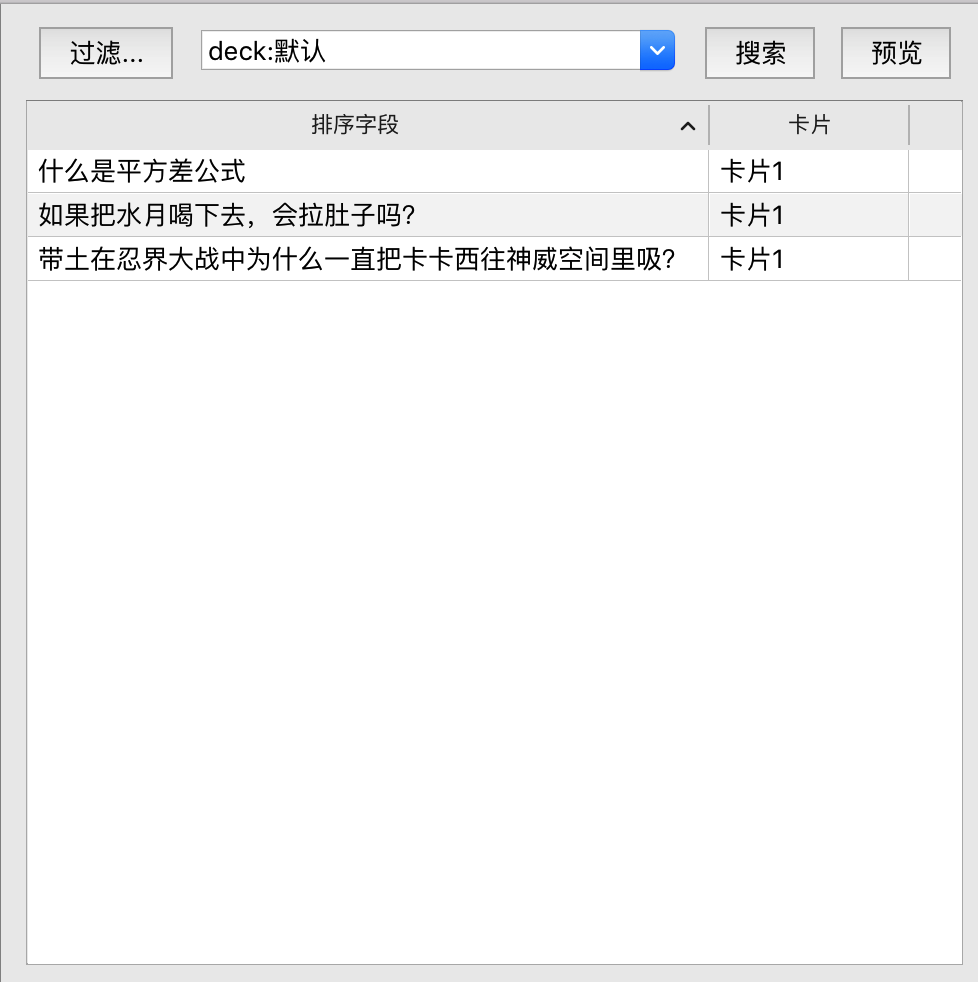 过滤... deck:默认 搜索 预览
排序字段 卡片
什么是平方差公式 卡片1
如果把水月喝下去，会拉肚子吗? 卡片1
带土在忍界大战中为什么一直把卡卡西往神威空间里吸? 卡片1